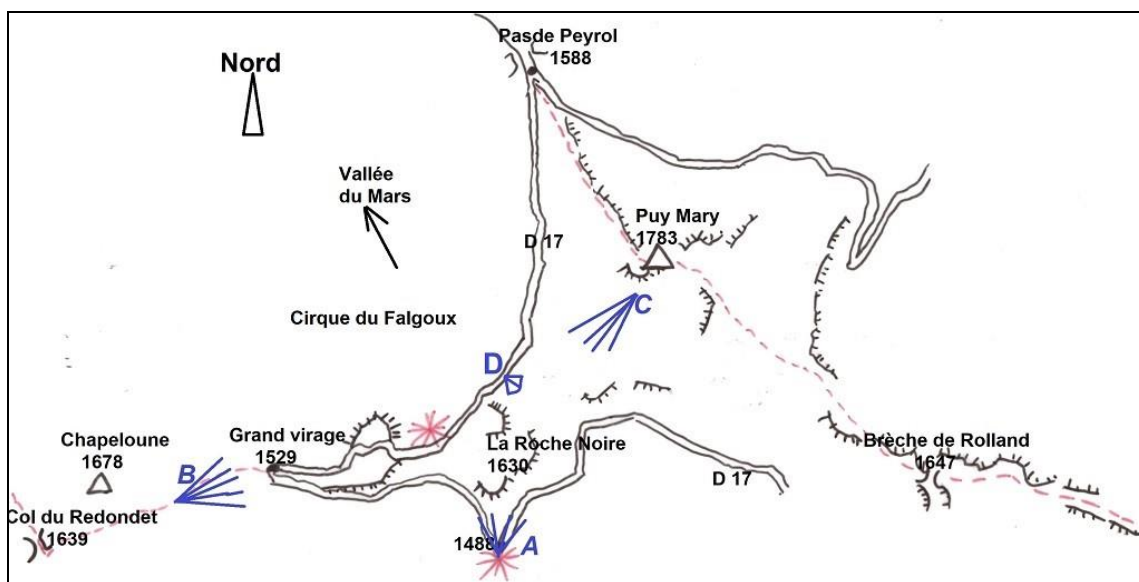 Pasde Peyrol
1588
Nord
Vallée
du Mars
Puy Mary
1783
D 17
C
Cirque du Falgoux
D
Grand virage
1529
La Roche Noire
1630
Chapeloune
1678
B
Brèche de Rolland
1647
D 17
Col du Redondet
1639
1488
A